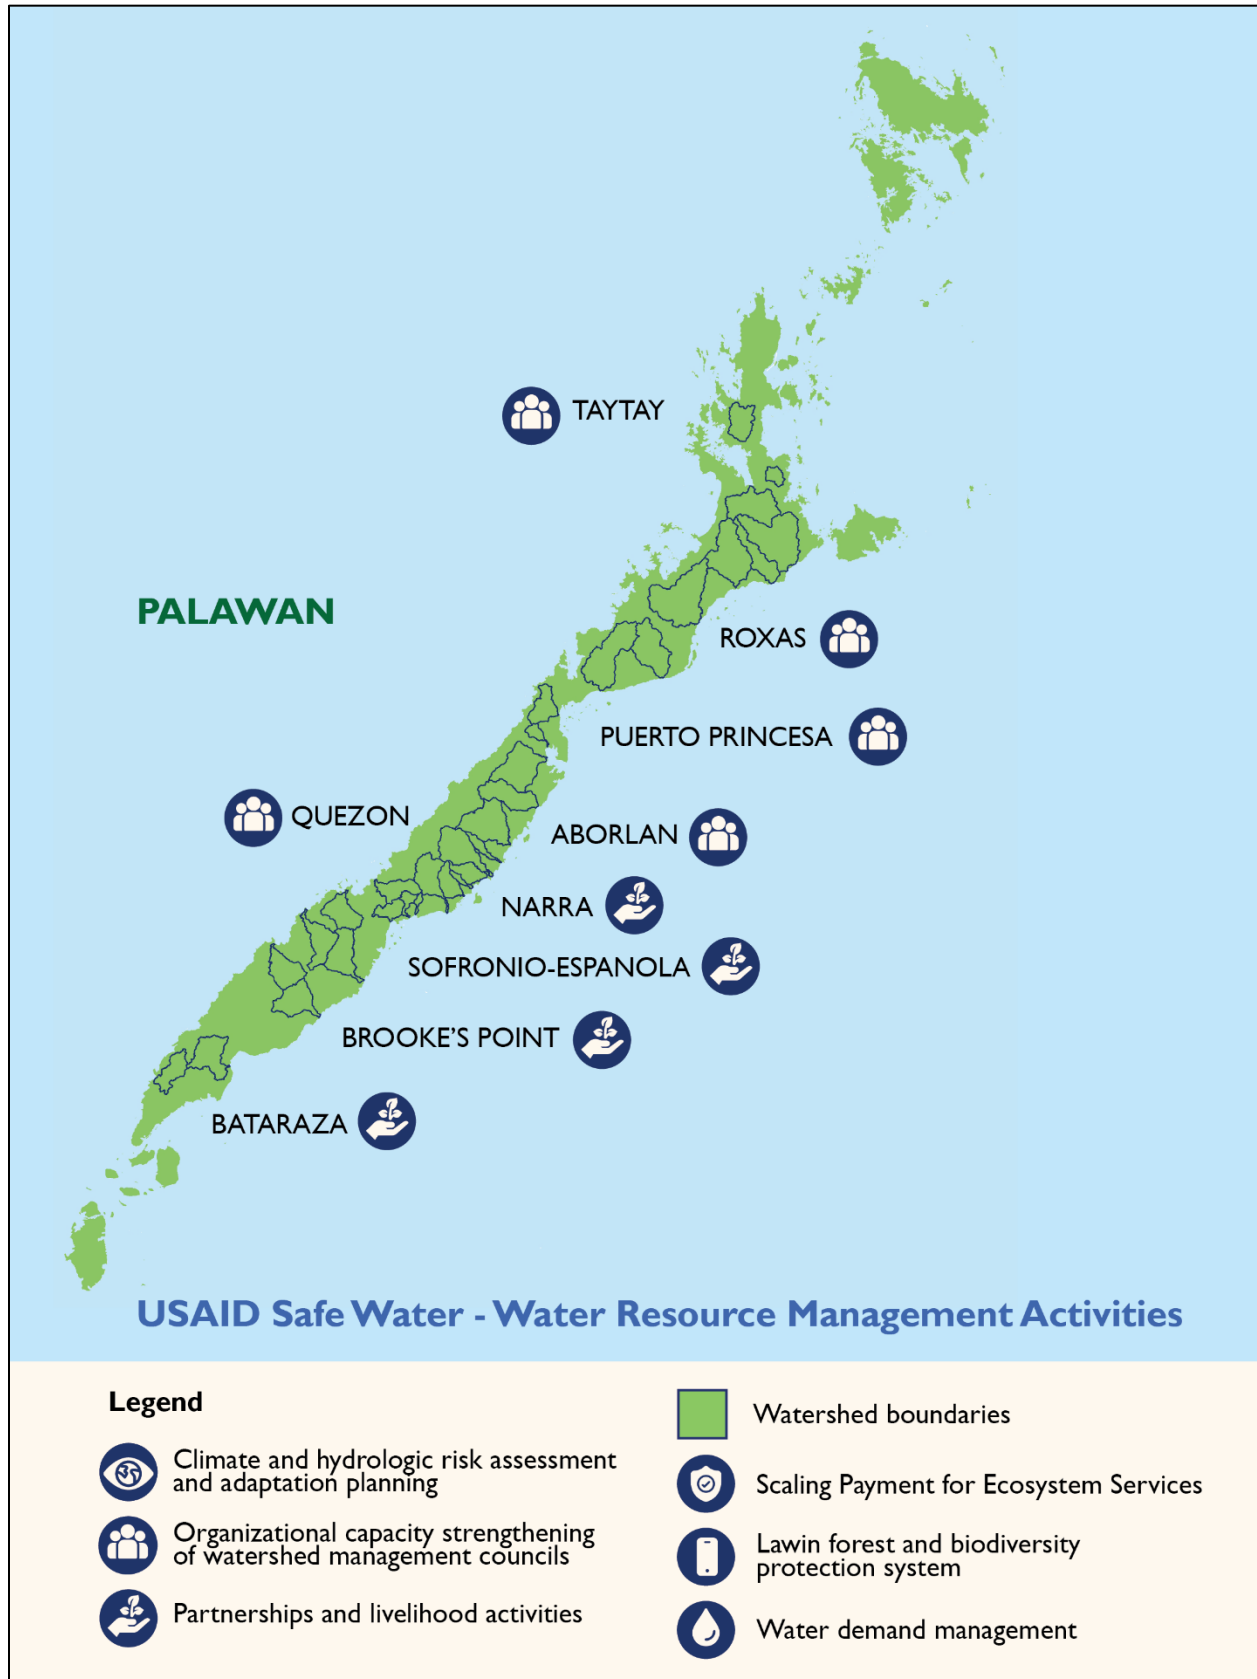 TAYTAY
PALAWAN
ROXAS
PUERTO PRINCESA
QUEZON
ABORLAN
NARRA
SOFRONIO-ESPANOLA
BROOKE'S POINT
BATARAZA
USAID Safe Water - Water Resource Management Activities
Legend
Climate and hydrologic risk assessment
and adaptation planning
Organizational capacity strengthening
of watershed management councils
Partnerships and livelihood activities
Watershed boundaries
Scaling Payment for Ecosystem Services
Lawin forest and biodiversity
protection system
Water demand management